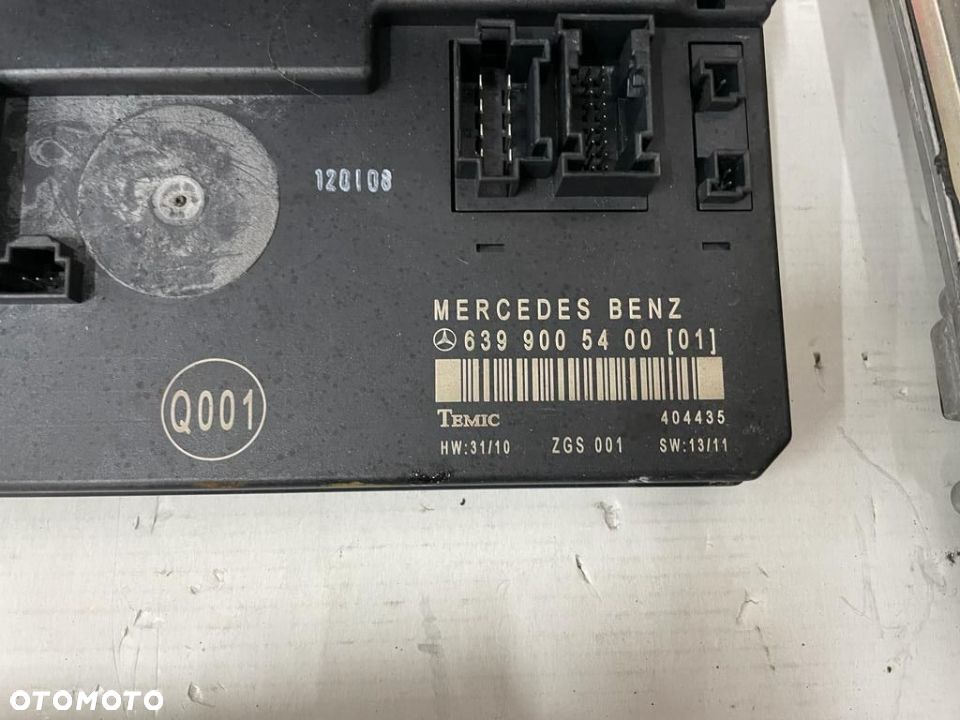 120108
MERCEDES BENZ
639 900 54 00 [01]
TEMIC 404435
HW:31/10 ZGS 001 SW:13/11
Q001
OTOMOTO